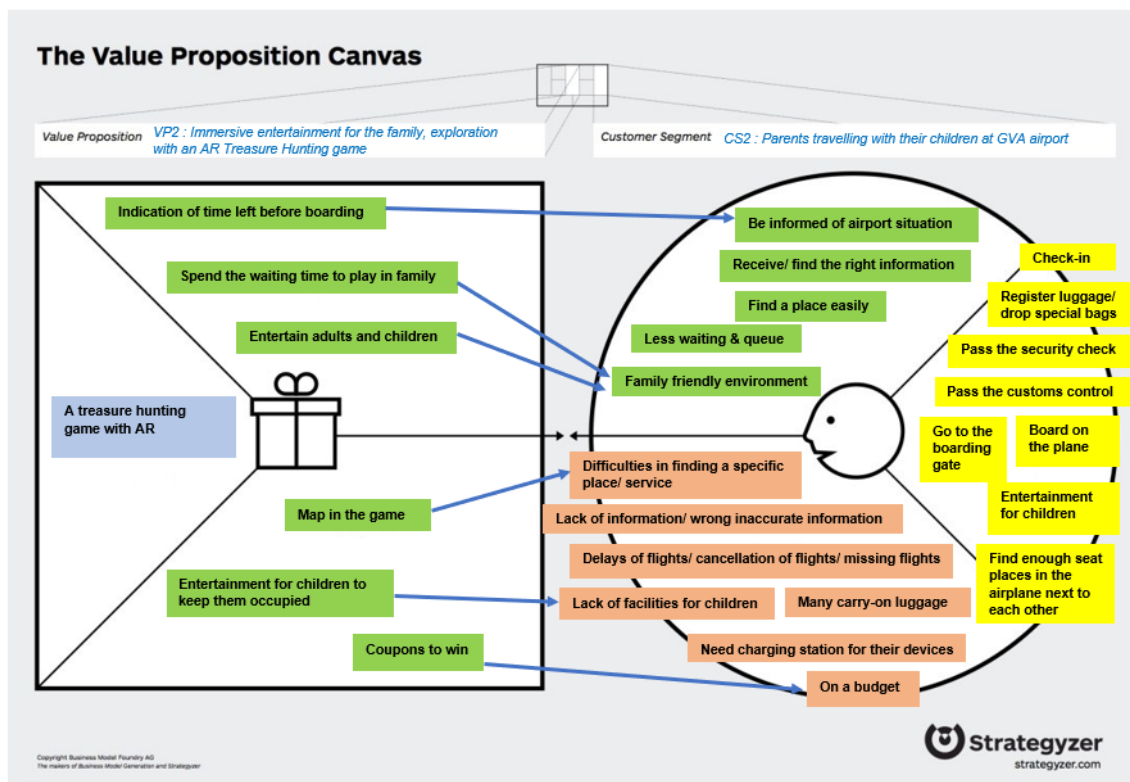 The Value Proposition Canvas
Value Proposition
VP2 : Immersive entertainment for the family, exploration
with an AR Treasure Hunting game
Customer Segment
CS2 : Parents travelling with their children at GVA airport
Indication of time left before boarding
Spend the waiting time to play in family
Entertain adults and children
A treasure hunting
game with AR
Map in the game
Entertainment for children to
keep them occupied
Coupons to win
Be informed of airport situation
Receive/ find the right information
Find a place easily
Less waiting & queue
Family friendly environment
Difficulties in finding a specific
place/ service
Lack of information/ wrong inaccurate information
Delays of flights/ cancellation of flights/ missing flights
Lack of facilities for children
Many carry-on luggage
Need charging station for their devices
On a budget
Check-in
Register luggage/
drop special bags
Pass the security check
Pass the customs control
Go to the
boarding
gate
Board on
the plane
Entertainment
for children
Find enough seat
places in the
airplane next to
each other
Copyright Business Model Foundry AG
The makers of Business Model Generation and Strategyzer
Strategyzer
strategyzer.com